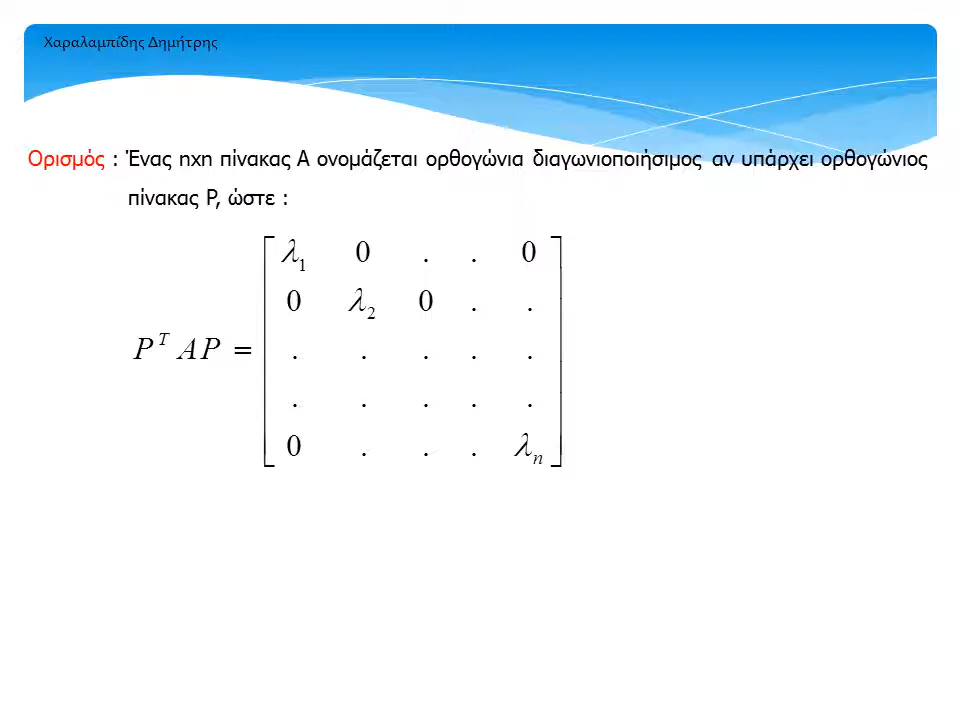 Χαραλαμπίδης Δημήτρης
Ορισμός : Ένας nxn πίνακας Α ονομάζεται ορθογώνια διαγωνιοποιήσιμος αν υπάρχει ορθογώνιος
πίνακας P, ώστε :
λ₁ 0 . . 0
0 λ₂ 0 . .
Pᵀ AP = . . . . .
. . . . .
0 . . . λₙ